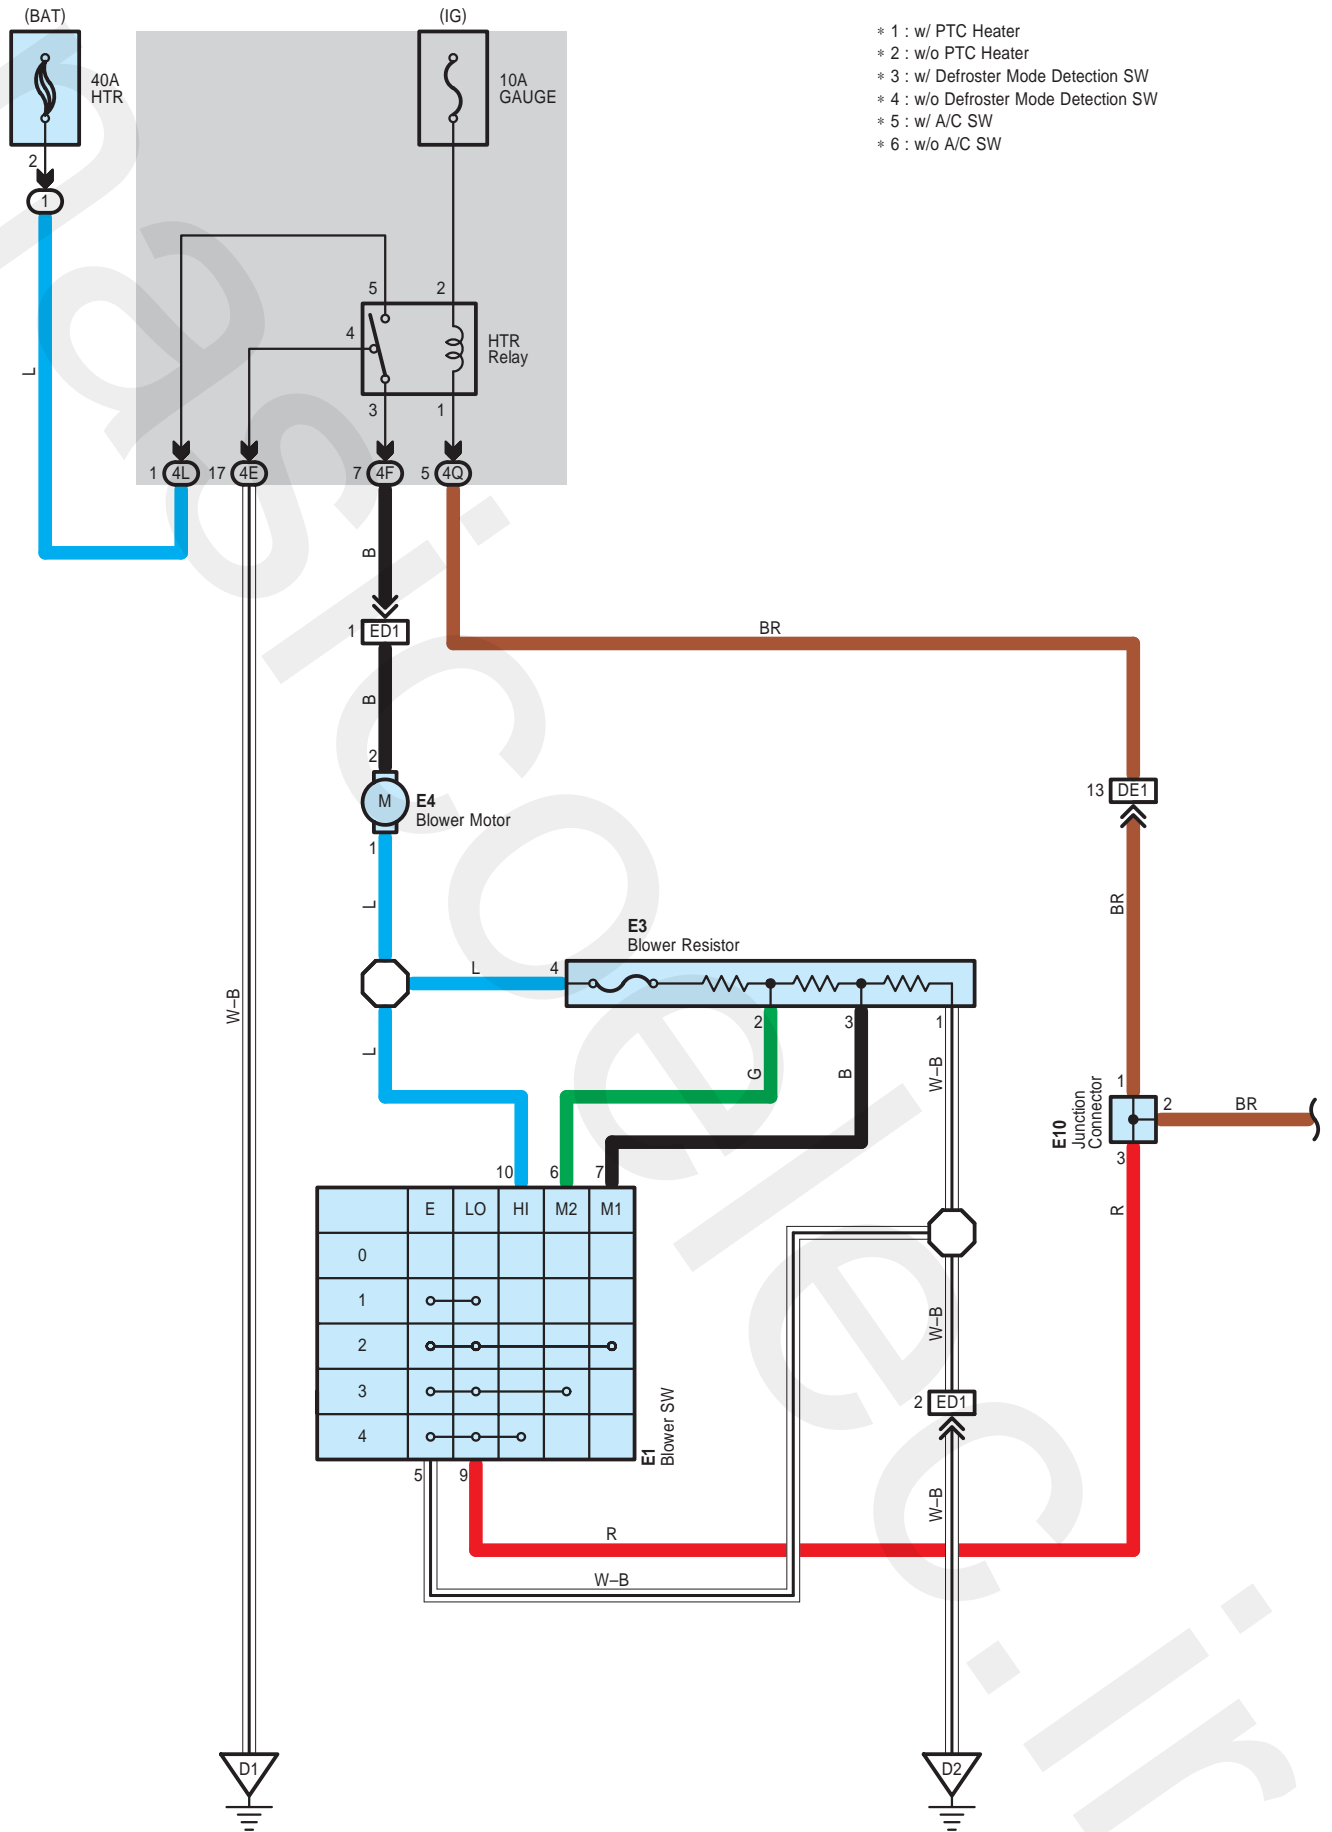 (BAT)
(IG)
∗ 1 : w/ PTC Heater
∗ 2 : w/o PTC Heater
∗ 3 : w/ Defroster Mode Detection SW
∗ 4 : w/o Defroster Mode Detection SW
∗ 5 : w/ A/C SW
∗ 6 : w/o A/C SW
40A
HTR
10A
GAUGE
2
1
L
5
2
4
HTR
Relay
3
1
1 4L
17 4E
7 4F
5 4Q
B
1 ED1
BR
B
2
M
E4
Blower Motor
1
13 DE1
L
BR
E3
Blower Resistor
L
4
W–B
2
3
1
L
G
B
W–B
1
E10
Junction
Connector
2
BR
3
10
6
7
R
E LO HI M2 M1
0
1
2
3
4
E1
Blower SW
W–B
2 ED1
5
9
R
W–B
W–B
D1
D2
nasicoelec.ir